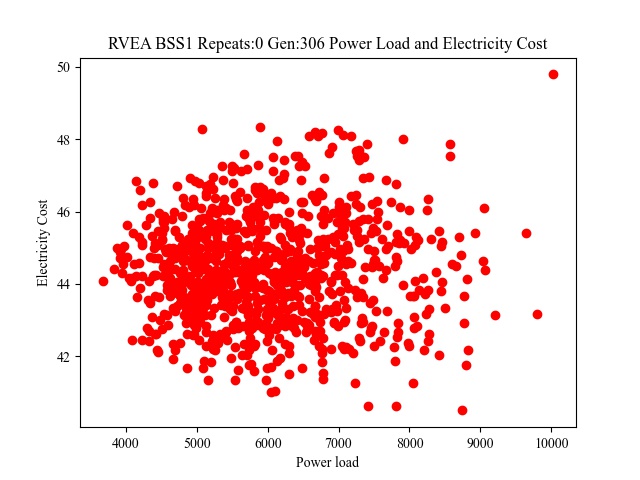 RVEA BSS1 Repeats:0 Gen:306 Power Load and Electricity Cost
50
48
46
44
42
Electricity Cost
4000 5000 6000 7000 8000 9000 10000
Power load